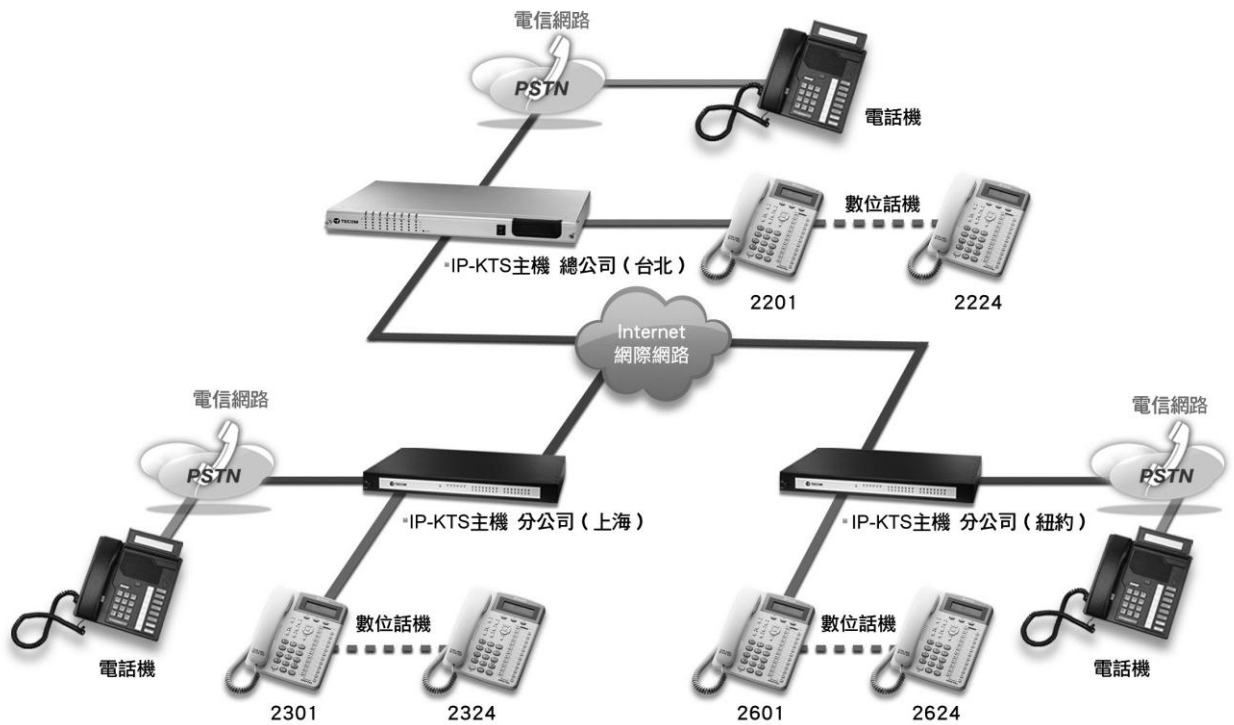 電信網路
PSTN
電話機
TECOM
數位話機
▪IP-KTS主機 總公司(台北)
2201
2224
Internet
網際網路
電信網路
PSTN
電信網路
PSTN
TECOM
TECOM
▪IP-KTS主機 分公司(上海)
▪IP-KTS主機 分公司(紐約)
數位話機
數位話機
電話機
電話機
2301
2324
2601
2624